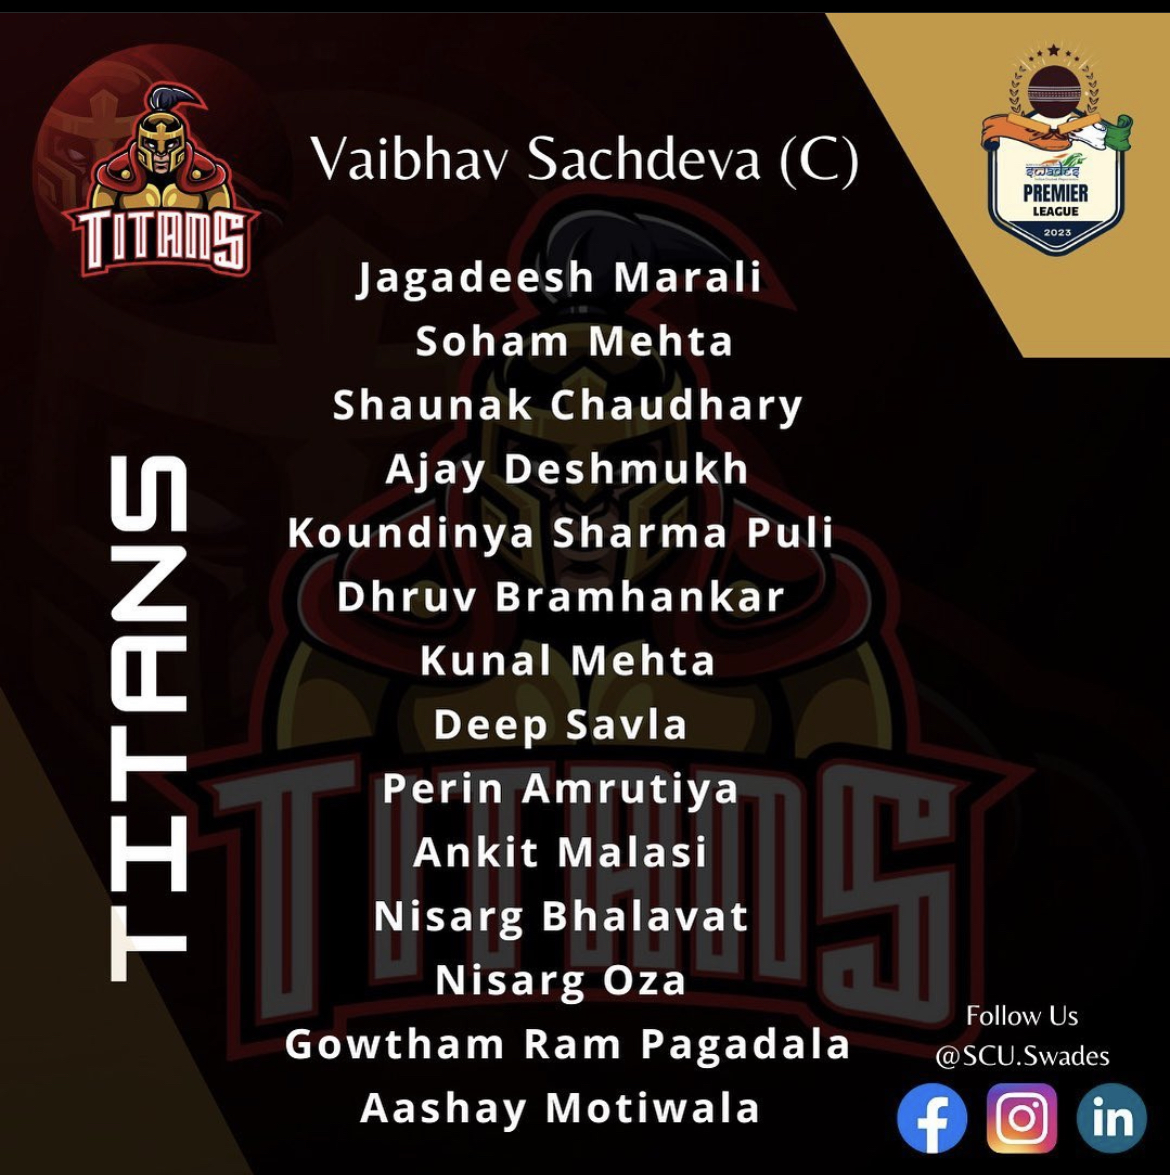 TITANS
Vaibhav Sachdeva (C)
swades
PREMIER
LEAGUE
2023
Jagadeesh Marali
Soham Mehta
Shaunak Chaudhary
Ajay Deshmukh
Koundinya Sharma Puli
Dhruv Bramhankar
Kunal Mehta
Deep Savla
Perin Amrutiya
Ankit Malasi
Nisarg Bhalavat
Nisarg Oza
Gowtham Ram Pagadala
Aashay Motiwala
TITANS
TITANS
Follow Us
@SCU.Swades
f
in